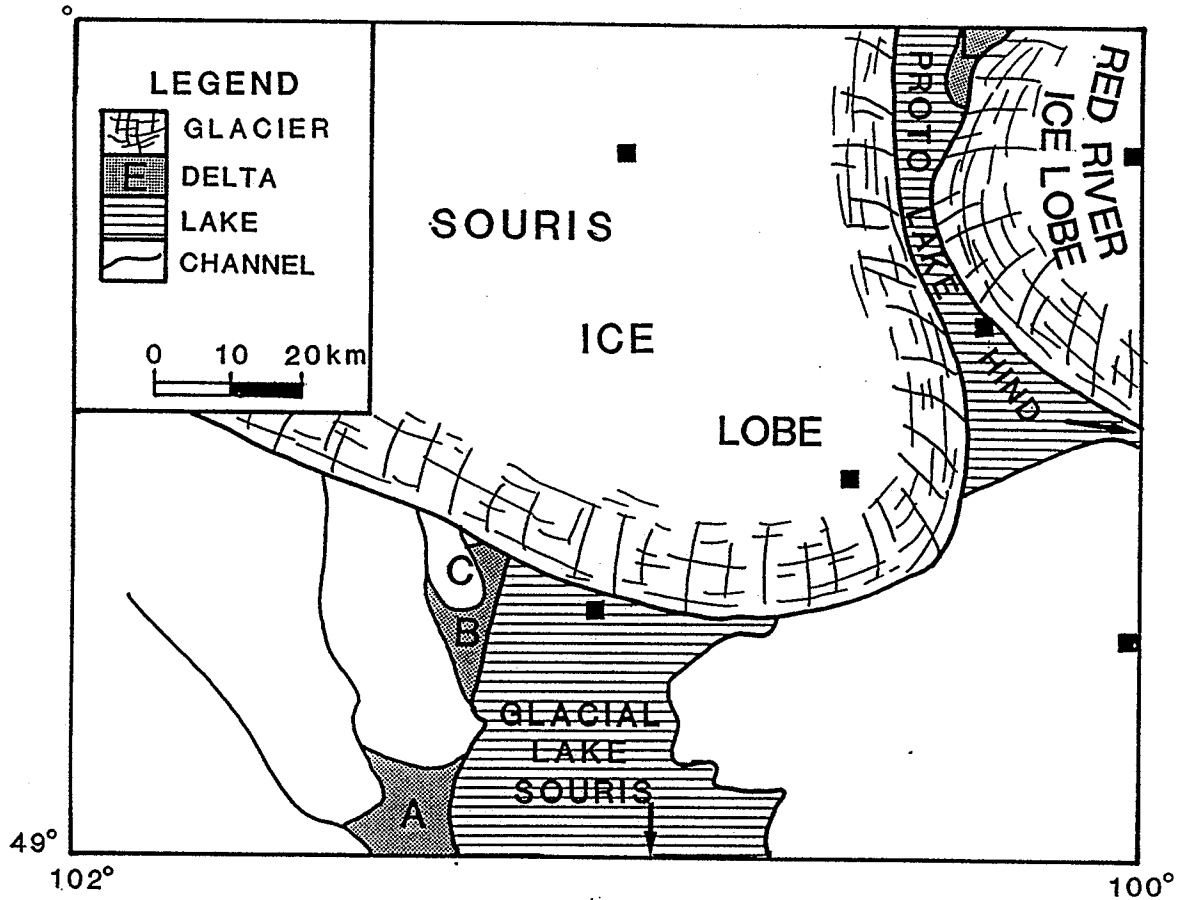 °
LEGEND
GLACIER
E DELTA
LAKE
CHANNEL
0 10 20km
SOURIS
ICE
LOBE
PROTO LAKE HIND
RED RIVER
ICE LOBE
C
B
A
GLACIAL
LAKE
SOURIS
49°
102°
100°